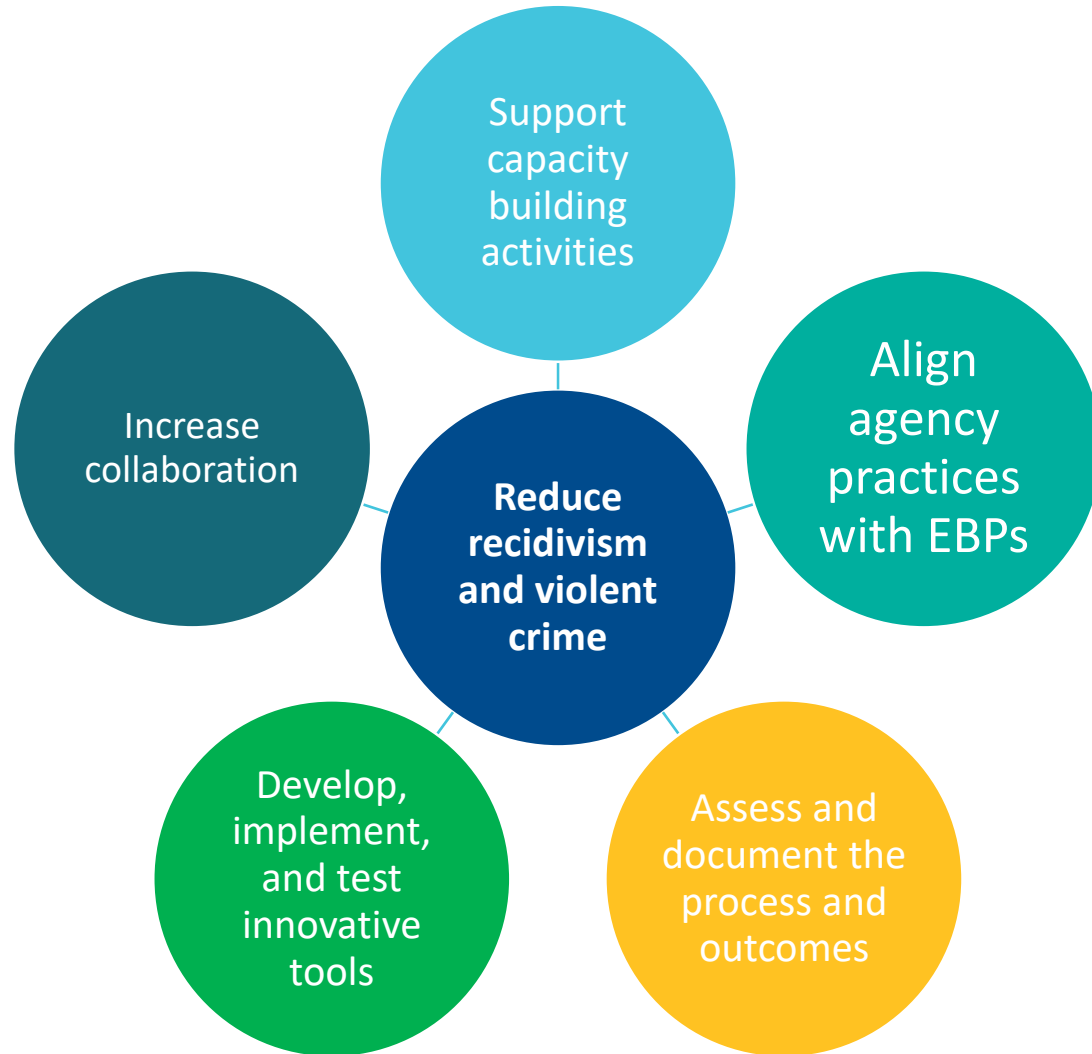 Support
capacity
building
activities
Align
agency
practices
with EBPs
Increase
collaboration
Reduce
recidivism
and violent
crime
Develop,
implement,
and test
innovative
tools
Assess and
document the
process and
outcomes